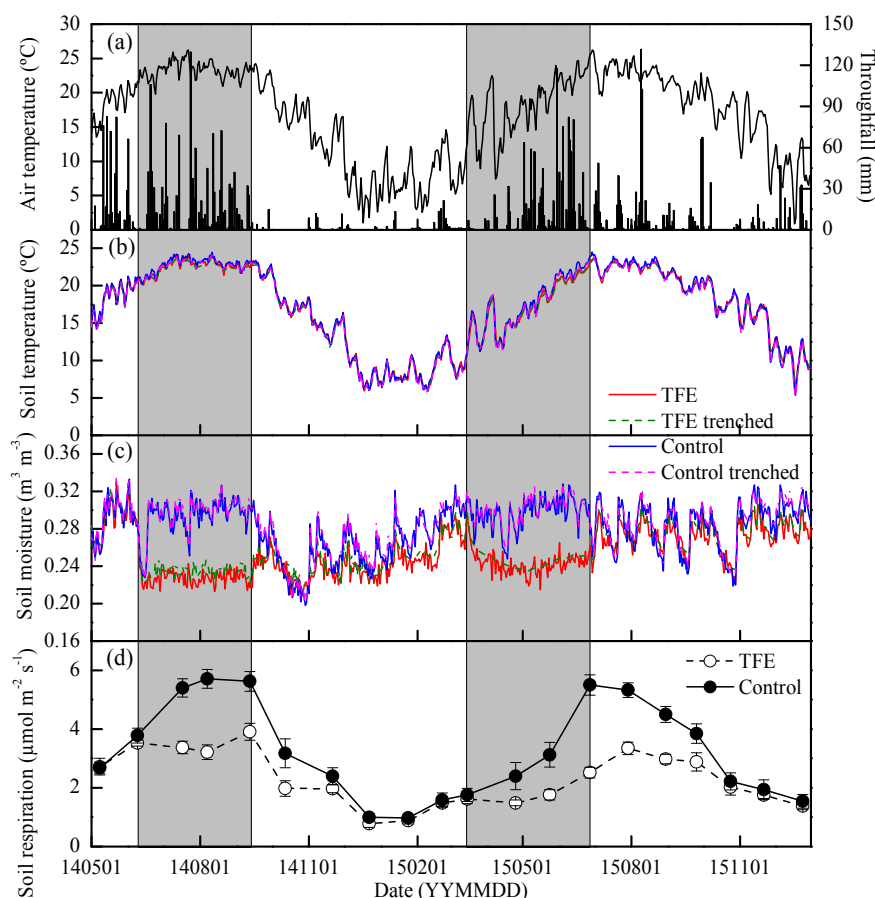 (a)
Air temperature (ºC)
30
25
20
15
10
5
0
Throughfall (mm)
150
120
90
60
30
0
(b)
Soil temperature (ºC)
25
20
15
10
5
0
TFE
TFE trenched
Control
Control trenched
(c)
Soil moisture (m³ m⁻³)
0.36
0.32
0.28
0.24
0.20
0.16
(d)
Soil respiration (µmol m⁻² s⁻¹)
6
4
2
0
TFE
Control
140501 140801 141101 150201 150501 150801 151101
Date (YYMMDD)